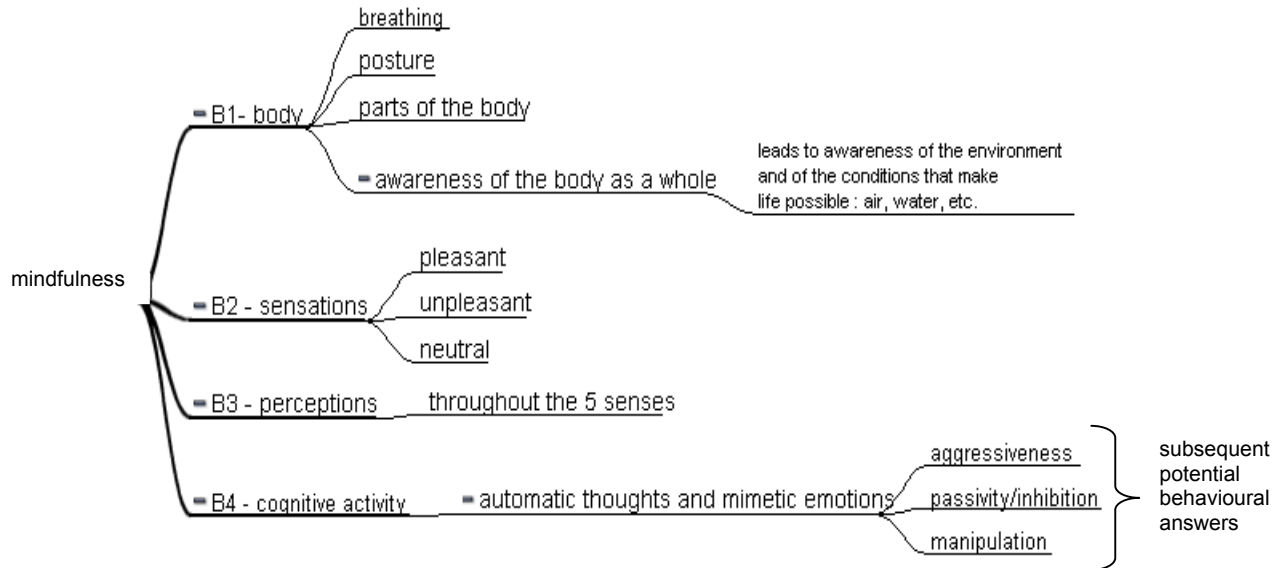 breathing
posture
B1- body
parts of the body
awareness of the body as a whole
leads to awareness of the environment
and of the conditions that make
life possible : air, water, etc.
mindfulness
pleasant
B2 - sensations
unpleasant
neutral
B3 - perceptions
throughout the 5 senses
B4 - cognitive activity
automatic thoughts and mimetic emotions
aggressiveness
passivity/inhibition
manipulation
subsequent
potential
behavioural
answers